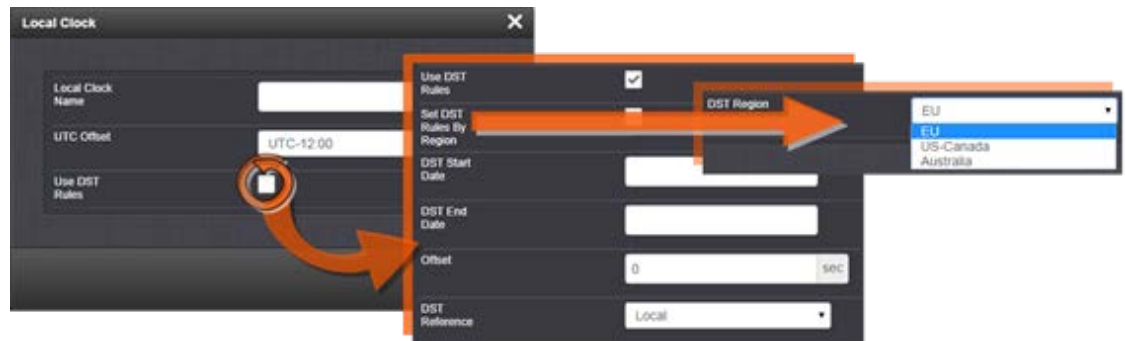 Local Clock
Local Clock
Name
UTC Offset
UTC-12:00
Use DST
Rules
Use DST
Rules
Set DST
Rules By
Region
DST Start
Date
DST End
Date
Offset
0
sec
DST
Reference
Local
DST Region
EU
EU
US-Canada
Australia